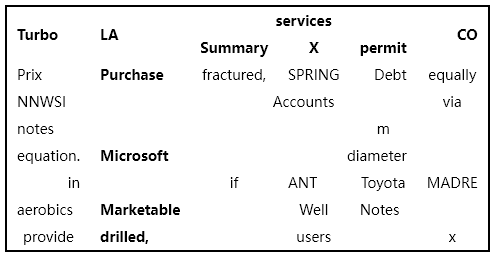 services
Turbo LA CO
Summary X permit
Prix Purchase fractured, SPRING Debt equally
NNWSI Accounts via
notes m
equation. Microsoft diameter
in if ANT Toyota MADRE
aerobics Marketable Well Notes
provide drilled, users x